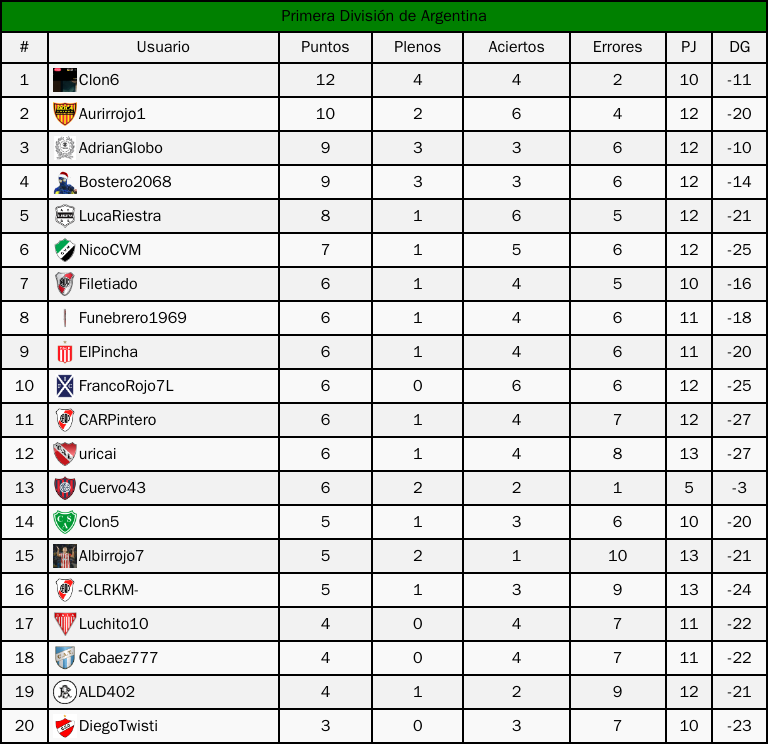 Primera División de Argentina
# Usuario Puntos Plenos Aciertos Errores PJ DG
1 Clon6 12 4 4 2 10 -11
2 Aurirrojo1 10 2 6 4 12 -20
3 AdrianGlobo 9 3 3 6 12 -10
4 Bostero2068 9 3 3 6 12 -14
5 LucaRiestra 8 1 6 5 12 -21
6 NicoCVM 7 1 5 6 12 -25
7 Filetiado 6 1 4 5 10 -16
8 Funebrero1969 6 1 4 6 11 -18
9 ElPincha 6 1 4 6 11 -20
10 FrancoRojo7L 6 0 6 6 12 -25
11 CARPintero 6 1 4 7 12 -27
12 uricai 6 1 4 8 13 -27
13 Cuervo43 6 2 2 1 5 -3
14 Clon5 5 1 3 6 10 -20
15 Albirrojo7 5 2 1 10 13 -21
16 -CLRKM- 5 1 3 9 13 -24
17 Luchito10 4 0 4 7 11 -22
18 Cabaez777 4 0 4 7 11 -22
19 ALD402 4 1 2 9 12 -21
20 DiegoTwisti 3 0 3 7 10 -23